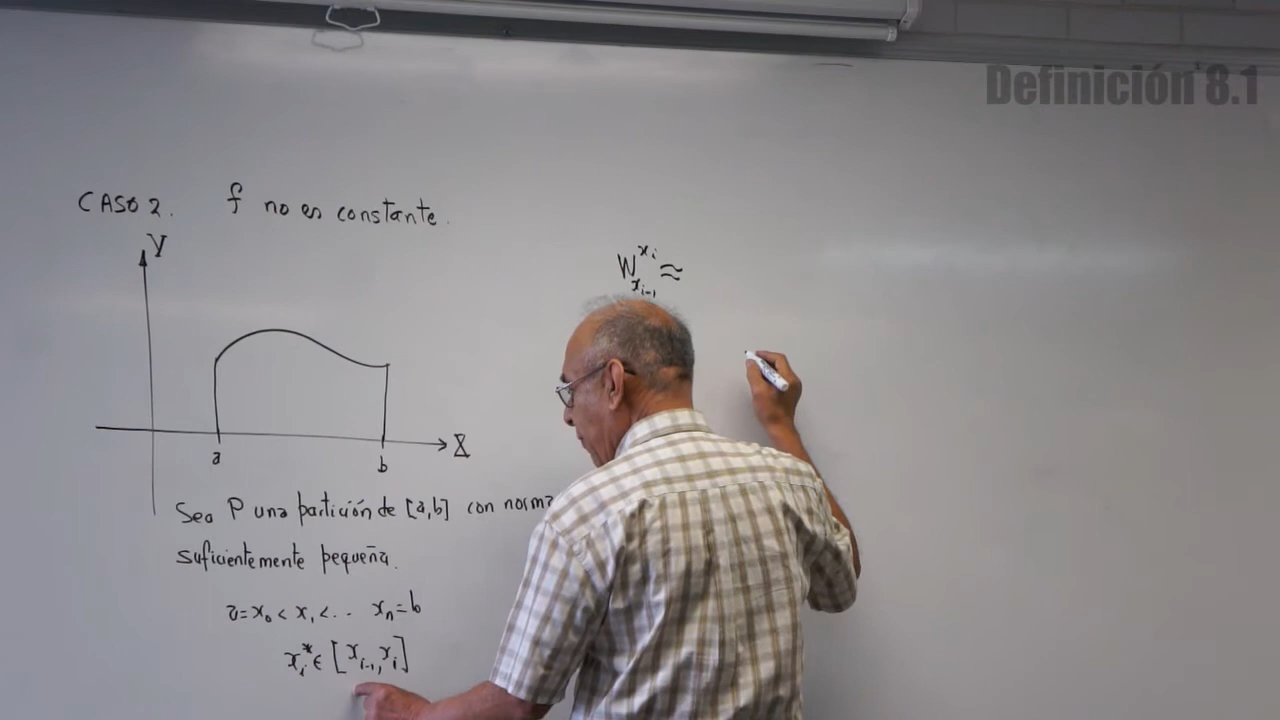 Definición 8.1
CASO 2. f no es constante.
Y
W_{x_{i-1}}^{x_i} ≈
X
a b
Sea P una partición de [a,b] con norma
suficientemente pequeña.
a = x_0 < x_1 < .. x_n = b
x_i^* ∈ [x_{i-1}, x_i]